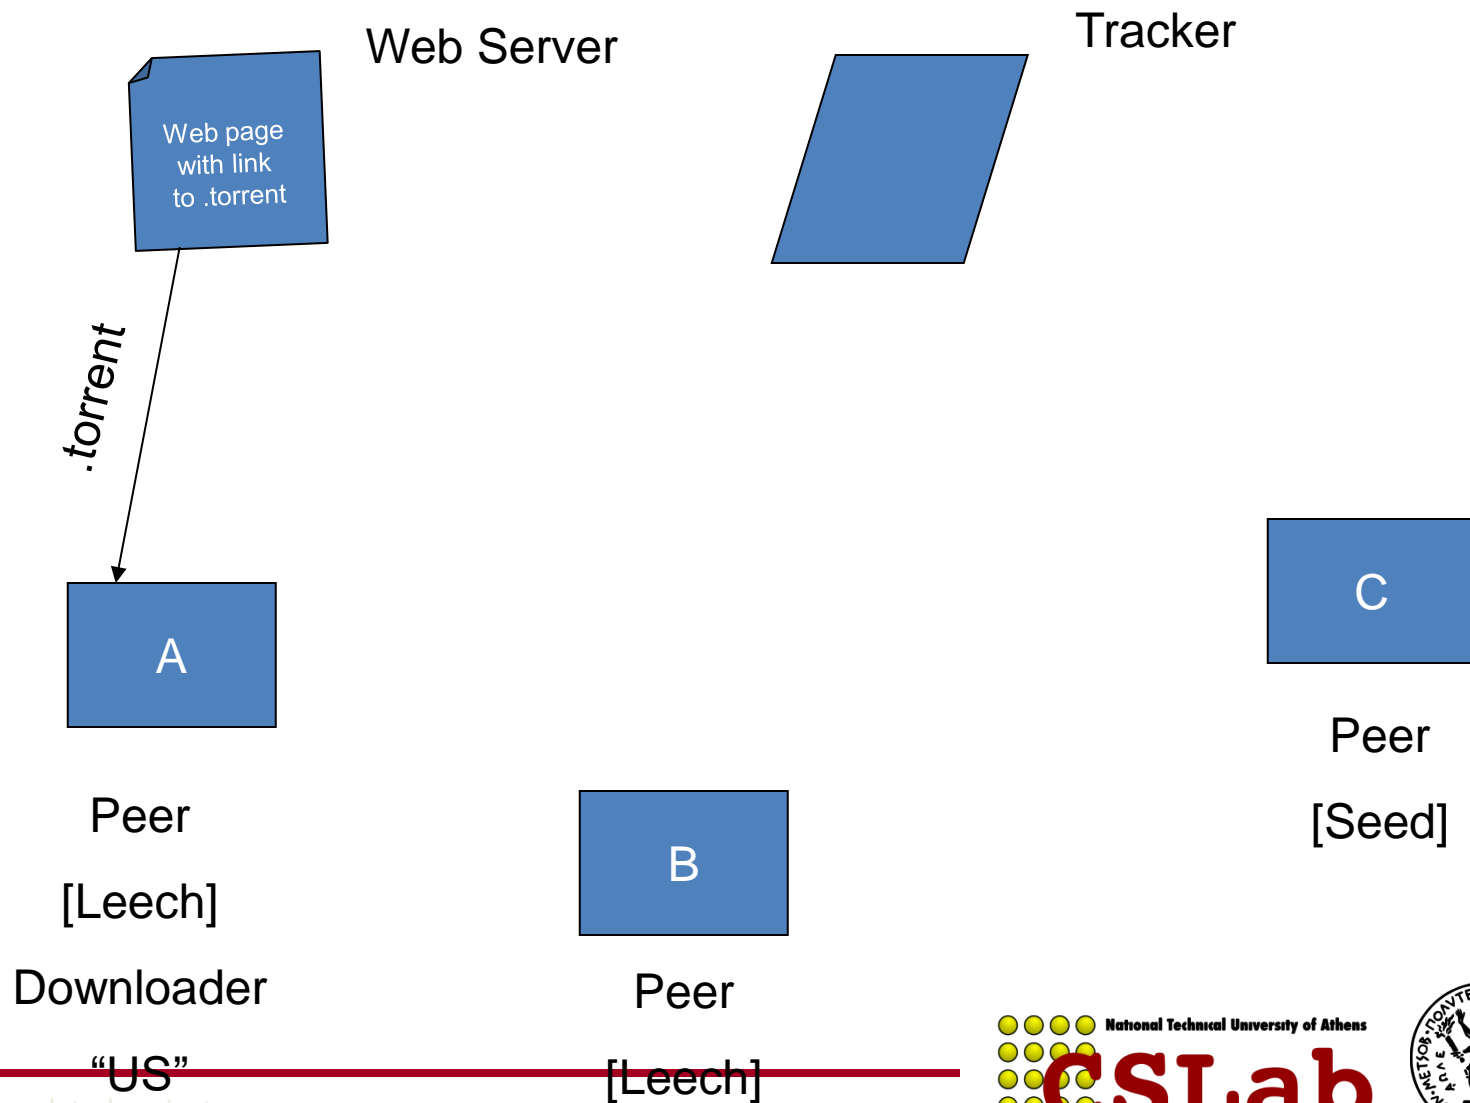 Web Server
Tracker
Web page
with link
to .torrent
.torrent
A
C
Peer
[Seed]
Peer
[Leech]
Downloader
“US”
B
Peer
[Leech]
National Technical University of Athens
CSLab